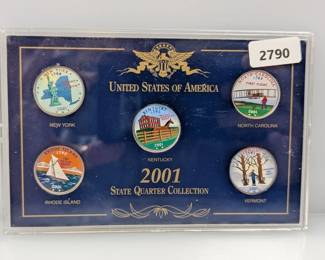 2790
UNITED STATES OF AMERICA
NEW YORK
NORTH CAROLINA
KENTUCKY
2001
STATE QUARTER COLLECTION
RHODE ISLAND
VERMONT